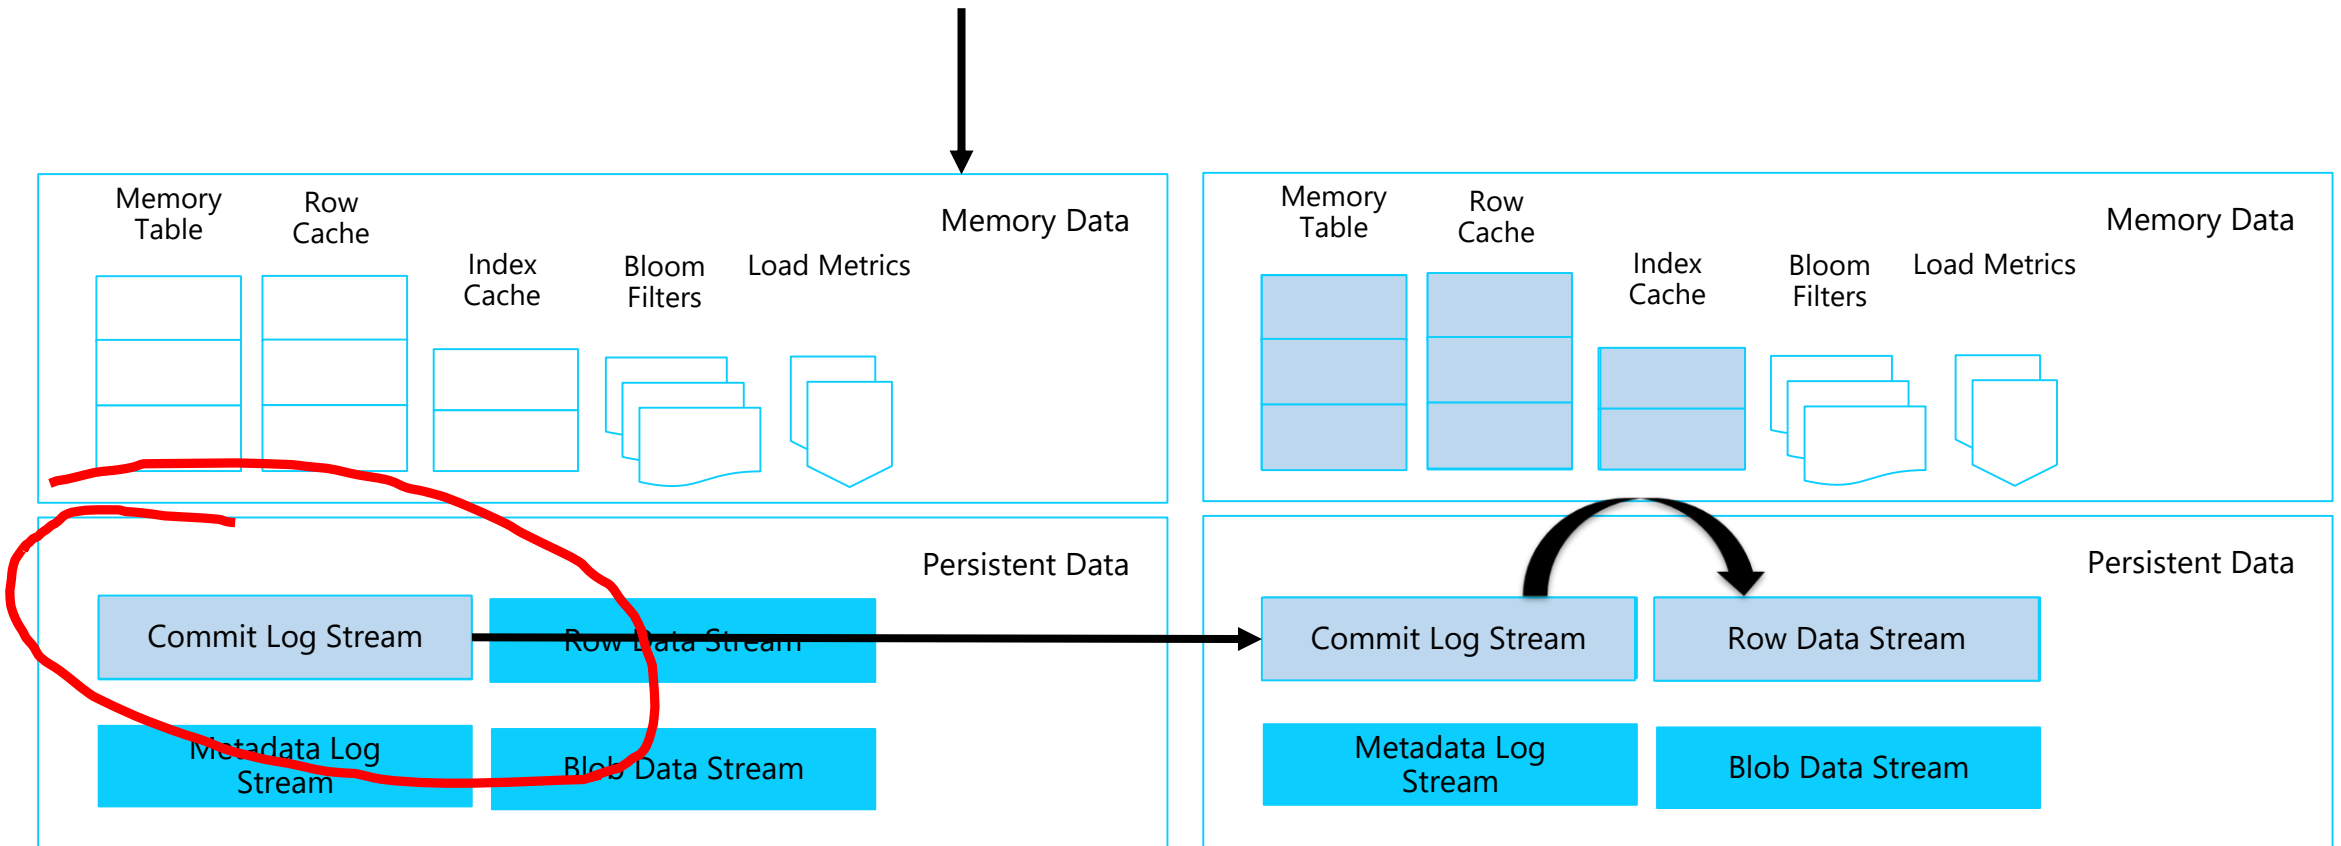 Memory
Table
Row
Cache
Index
Cache
Bloom
Filters
Load Metrics
Memory Data
Persistent Data
Commit Log Stream
Row Data Stream
Metadata Log
Stream
Blob Data Stream
Memory
Table
Row
Cache
Index
Cache
Bloom
Filters
Load Metrics
Memory Data
Persistent Data
Commit Log Stream
Row Data Stream
Metadata Log
Stream
Blob Data Stream